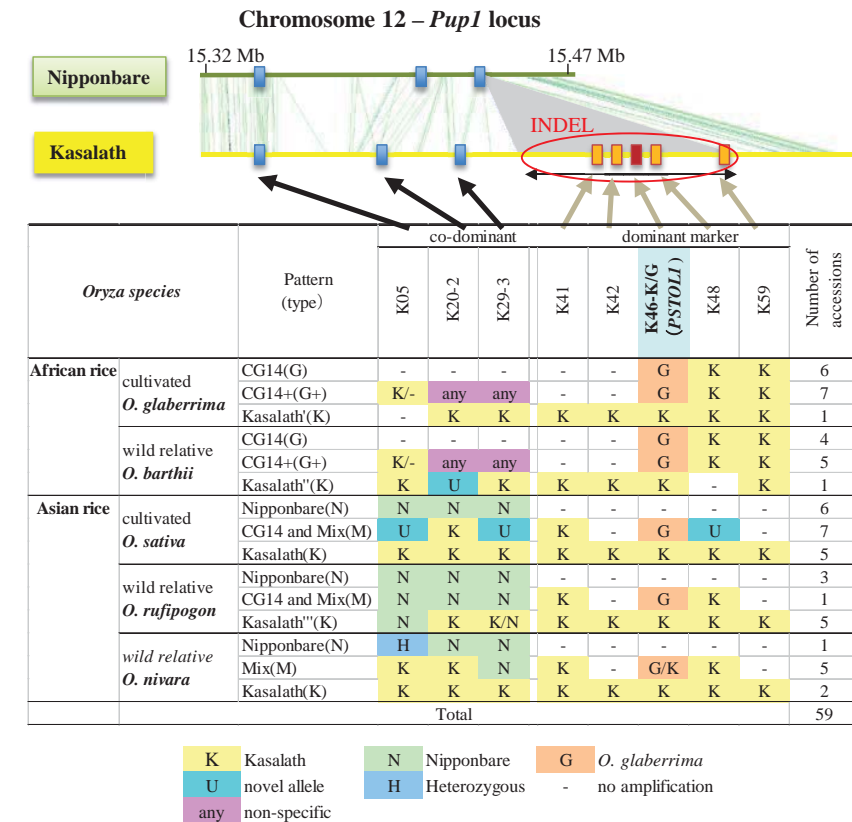 Chromosome 12 – Pup1 locus
15.32 Mb 15.47 Mb
Nipponbare
INDEL
Kasalath
co-dominant dominant marker
Oryza species Pattern (type) K05 K20-2 K29-3 K41 K42 K46-K/G (PSTOL1) K48 K59 Number of accessions
African rice cultivated O. glaberrima CG14(G) - - - - - G K K 6
CG14+(G+) K/- any any - - G K K 7
Kasalath'(K) - K K K K K K K 1
wild relative O. barthii CG14(G) - - - - - G K K 4
CG14+(G+) K/- any any - - G K K 5
Kasalath''(K) K U K K K K - K 1
Asian rice cultivated O. sativa Nipponbare(N) N N N - - - - - 6
CG14 and Mix(M) U K U K - G U - 7
Kasalath(K) K K K K K K K K 5
wild relative O. rufipogon Nipponbare(N) N N N - - - - - 3
CG14 and Mix(M) N N N K - G K - 1
Kasalath'''(K) N K K/N K K K K K 5
wild relative O. nivara Nipponbare(N) H N N - - - - - 1
Mix(M) K K N K - G/K K - 5
Kasalath(K) K K K K K K K K 2
Total 59
K Kasalath N Nipponbare G O. glaberrima
U novel allele H Heterozygous - no amplification
any non-specific